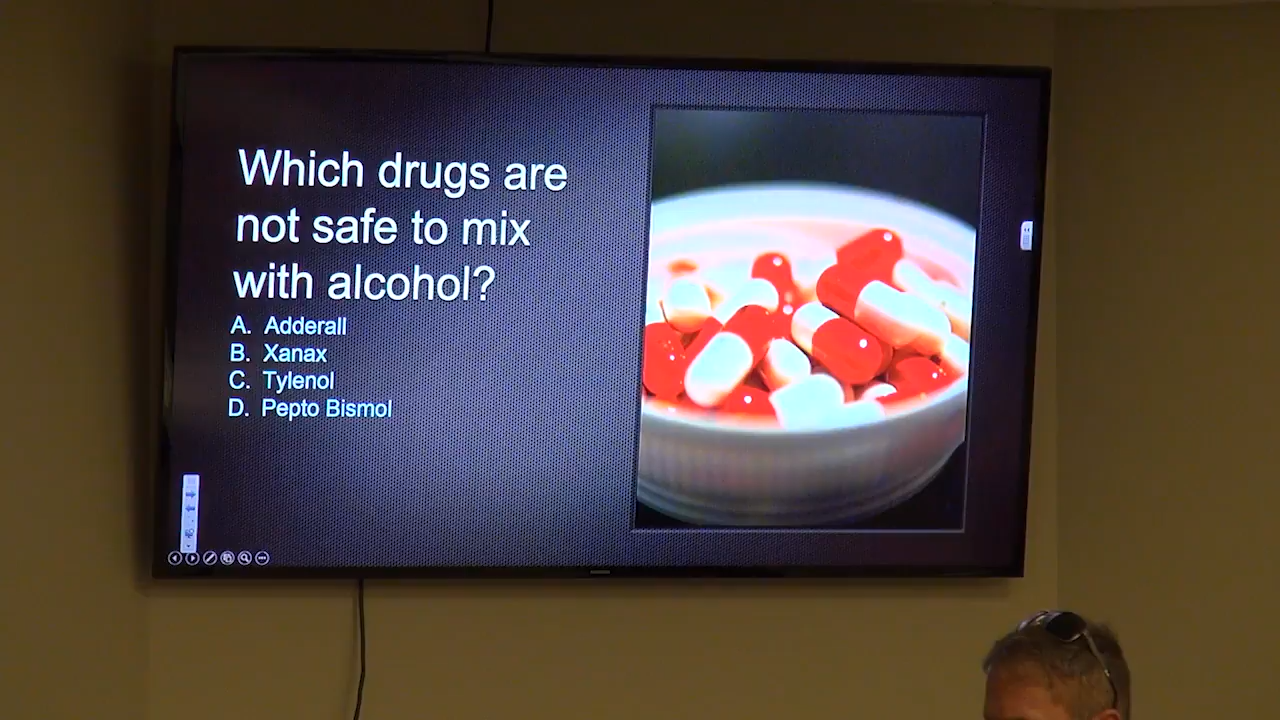 Which drugs are
not safe to mix
with alcohol?
A. Adderall
B. Xanax
C. Tylenol
D. Pepto Bismol